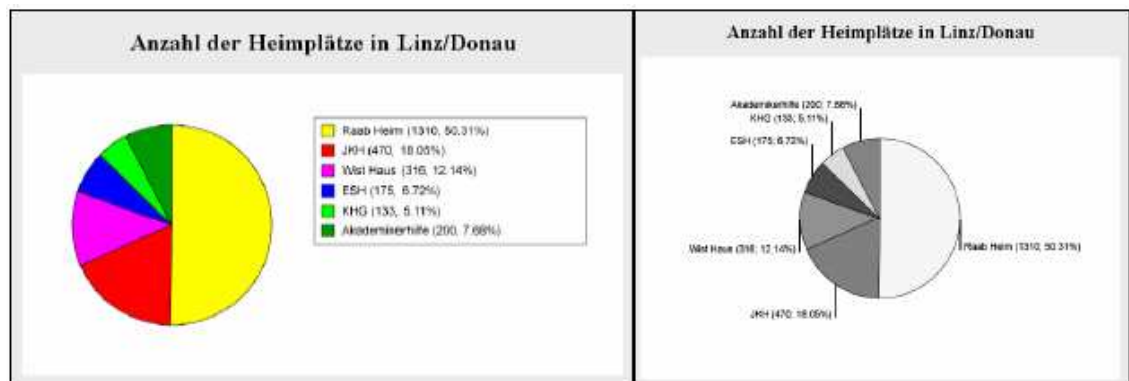 Anzahl der Heimplätze in Linz/Donau
Raab Heim (1310, 50.31%)
JKH (470, 18.05%)
Wist Haus (316, 12.14%)
ESH (175, 6.72%)
KHG (133, 5.11%)
Akademikerhilfe (200, 7.68%)
Anzahl der Heimplätze in Linz/Donau
Akademikerhilfe (200; 7.68%)
KHG (133; 5.11%)
ESH (175; 6.72%)
Wist Haus (316; 12.14%)
Raab Heim (1310; 50.31%)
JKH (470; 18.05%)